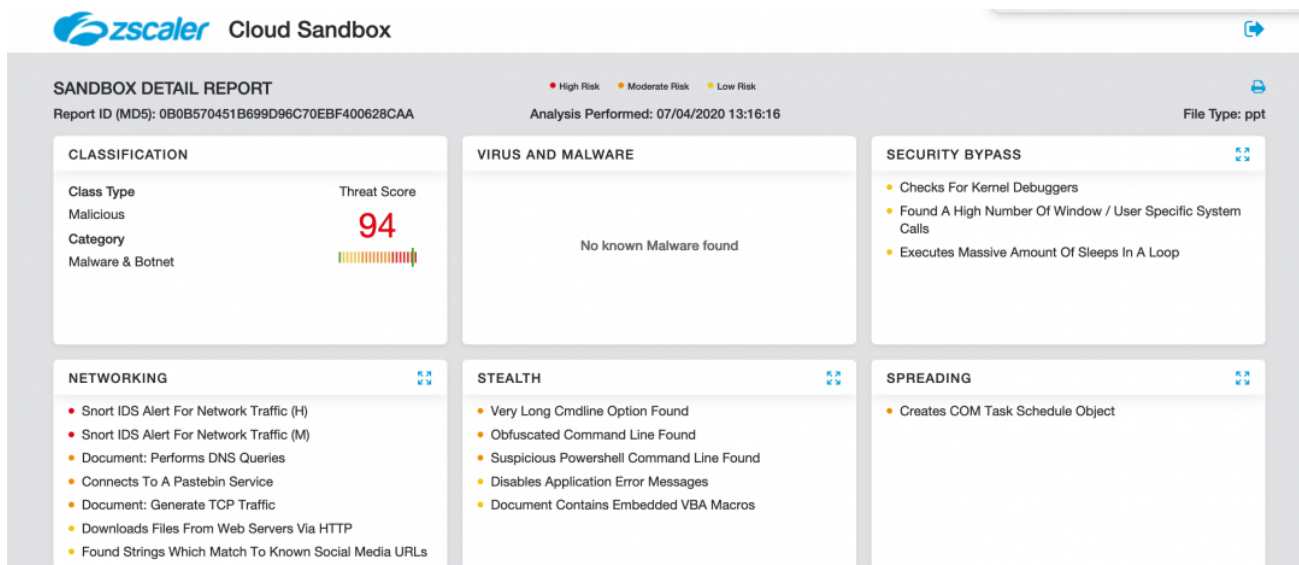 zscaler Cloud Sandbox
SANDBOX DETAIL REPORT
High Risk Moderate Risk Low Risk
Report ID (MD5): 0B0B570451B699D96C70EBF400628CAA
Analysis Performed: 07/04/2020 13:16:16
File Type: ppt
CLASSIFICATION
Class Type
Malicious
Category
Malware & Botnet
Threat Score
94
VIRUS AND MALWARE
No known Malware found
SECURITY BYPASS
Checks For Kernel Debuggers
Found A High Number Of Window / User Specific System
Calls
Executes Massive Amount Of Sleeps In A Loop
NETWORKING
Snort IDS Alert For Network Traffic (H)
Snort IDS Alert For Network Traffic (M)
Document: Performs DNS Queries
Connects To A Pastebin Service
Document: Generate TCP Traffic
Downloads Files From Web Servers Via HTTP
Found Strings Which Match To Known Social Media URLs
STEALTH
Very Long Cmdline Option Found
Obfuscated Command Line Found
Suspicious Powershell Command Line Found
Disables Application Error Messages
Document Contains Embedded VBA Macros
SPREADING
Creates COM Task Schedule Object